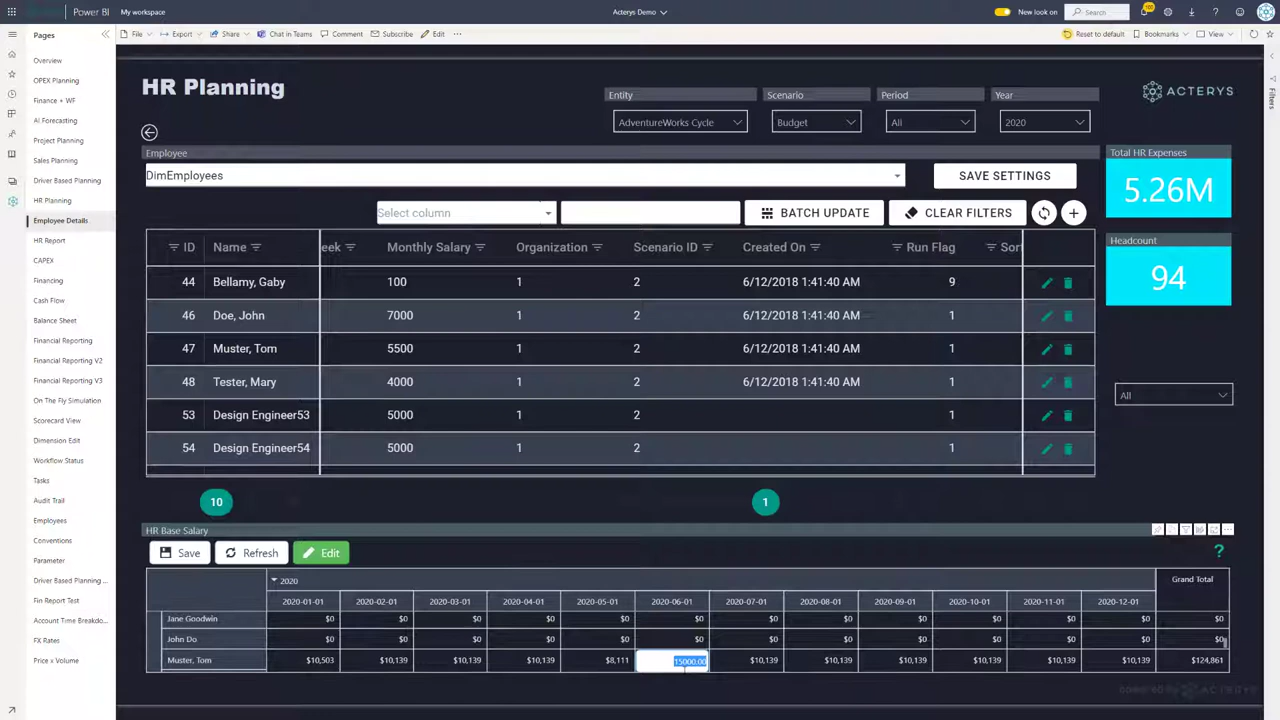 Power BI My workspace Acterys Demo New look on 100 Search
Pages File Export Share Chat in Teams Comment Subscribe Edit Reset to default Bookmarks View
Overview
OPEX Planning
Finance + WF
AI Forecasting
Project Planning
Sales Planning
Driver Based Planning
HR Planning
Employee Details
HR Report
CAPEX
Financing
Cash Flow
Balance Sheet
Financial Reporting
Financial Reporting V2
Financial Reporting V3
On The Fly Simulation
Scorecard View
Dimension Edit
Workflow Status
Tasks
Audit Trail
Employees
Conventions
Parameter
Driver Based Planning ...
Fin Report Test
Account Time Breakdo...
FX Rates
Price x Volume
HR Planning
Entity Scenario Period Year
AdventureWorks Cycle Budget All 2020
ACTERYS
Filters
Employee
DimEmployees
SAVE SETTINGS
Total HR Expenses
5.26M
Select column BATCH UPDATE CLEAR FILTERS
Headcount
94
All
ID Name eek Monthly Salary Organization Scenario ID Created On Run Flag Sor
44 Bellamy, Gaby 100 1 2 6/12/2018 1:41:40 AM 9
46 Doe, John 7000 1 2 6/12/2018 1:41:40 AM 1
47 Muster, Tom 5500 1 2 6/12/2018 1:41:40 AM 1
48 Tester, Mary 4000 1 2 6/12/2018 1:41:40 AM 1
53 Design Engineer53 5000 1 2 1
54 Design Engineer54 5000 1 2 1
10 1
HR Base Salary
Save Refresh Edit ?
2020 Grand Total
2020-01-01 2020-02-01 2020-03-01 2020-04-01 2020-05-01 2020-06-01 2020-07-01 2020-08-01 2020-09-01 2020-10-01 2020-11-01 2020-12-01
Jane Goodwin $0 $0 $0 $0 $0 $0 $0 $0 $0 $0 $0 $0 $0
John Do $0 $0 $0 $0 $0 $0 $0 $0 $0 $0 $0 $0 $0
Muster, Tom $10,503 $10,139 $10,139 $10,139 $8,111 15000.00 $10,139 $10,139 $10,139 $10,139 $10,139 $10,139 $124,861
ACTERYS